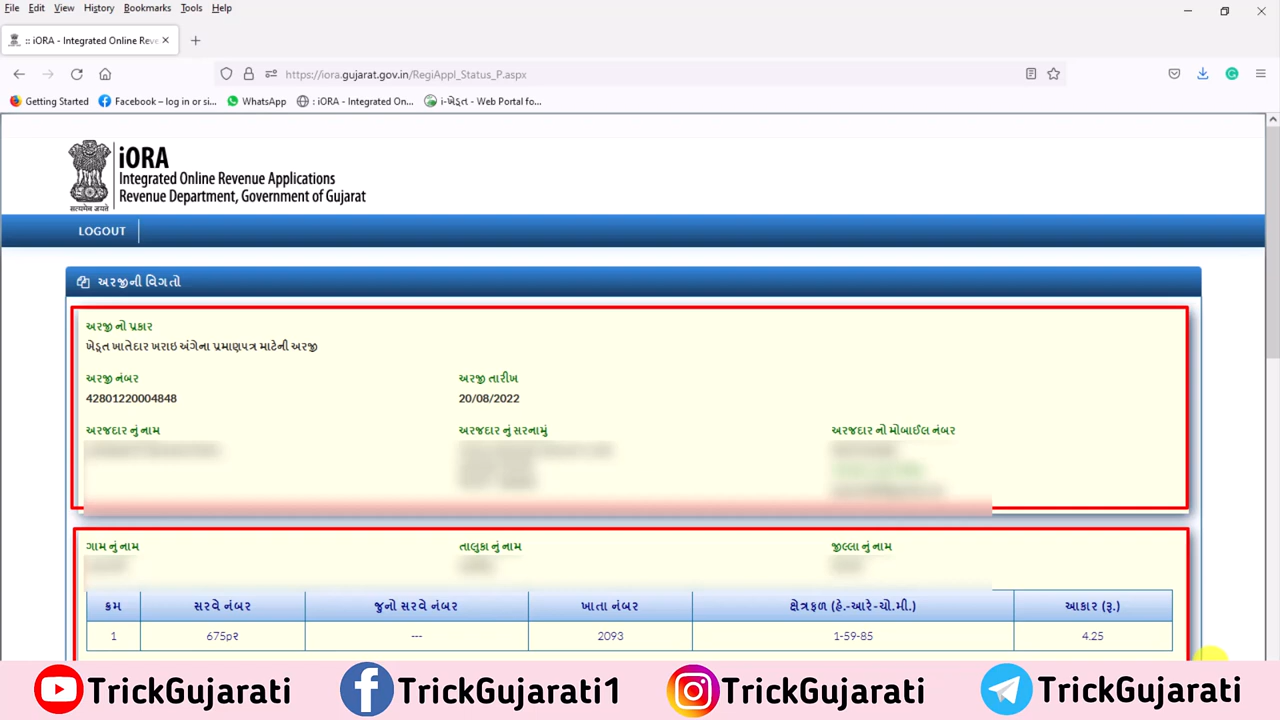 File Edit View History Bookmarks Tools Help
:: iORA - Integrated Online Reve
https://iora.gujarat.gov.in/RegiAppl_Status_P.aspx
Getting Started Facebook – log in or si... WhatsApp : iORA - Integrated On... i-ખેડૂત - Web Portal fo...
iORA
Integrated Online Revenue Applications
Revenue Department, Government of Gujarat
सत्यमेव जयते
LOGOUT
અરજીની વિગતો
અરજી નો પ્રકાર
ખેડૂત ખાતેદાર ખરાઇ અંગેના પ્રમાણપત્ર માટેની અરજી
અરજી નંબર અરજી તારીખ
42801220004848 20/08/2022
અરજદાર નું નામ અરજદાર નું સરનામું અરજદાર નો મોબાઈલ નંબર
ગામ નું નામ તાલુકા નું નામ જીલ્લા નું નામ
ક્રમ સરવે નંબર જુનો સરવે નંબર ખાતા નંબર ક્ષેત્રફળ (હે.-આરે-ચો.મી.) આકાર (રૂ.)
1 675p૨ --- 2093 1-59-85 4.25
TrickGujarati TrickGujarati1 TrickGujarati TrickGujarati